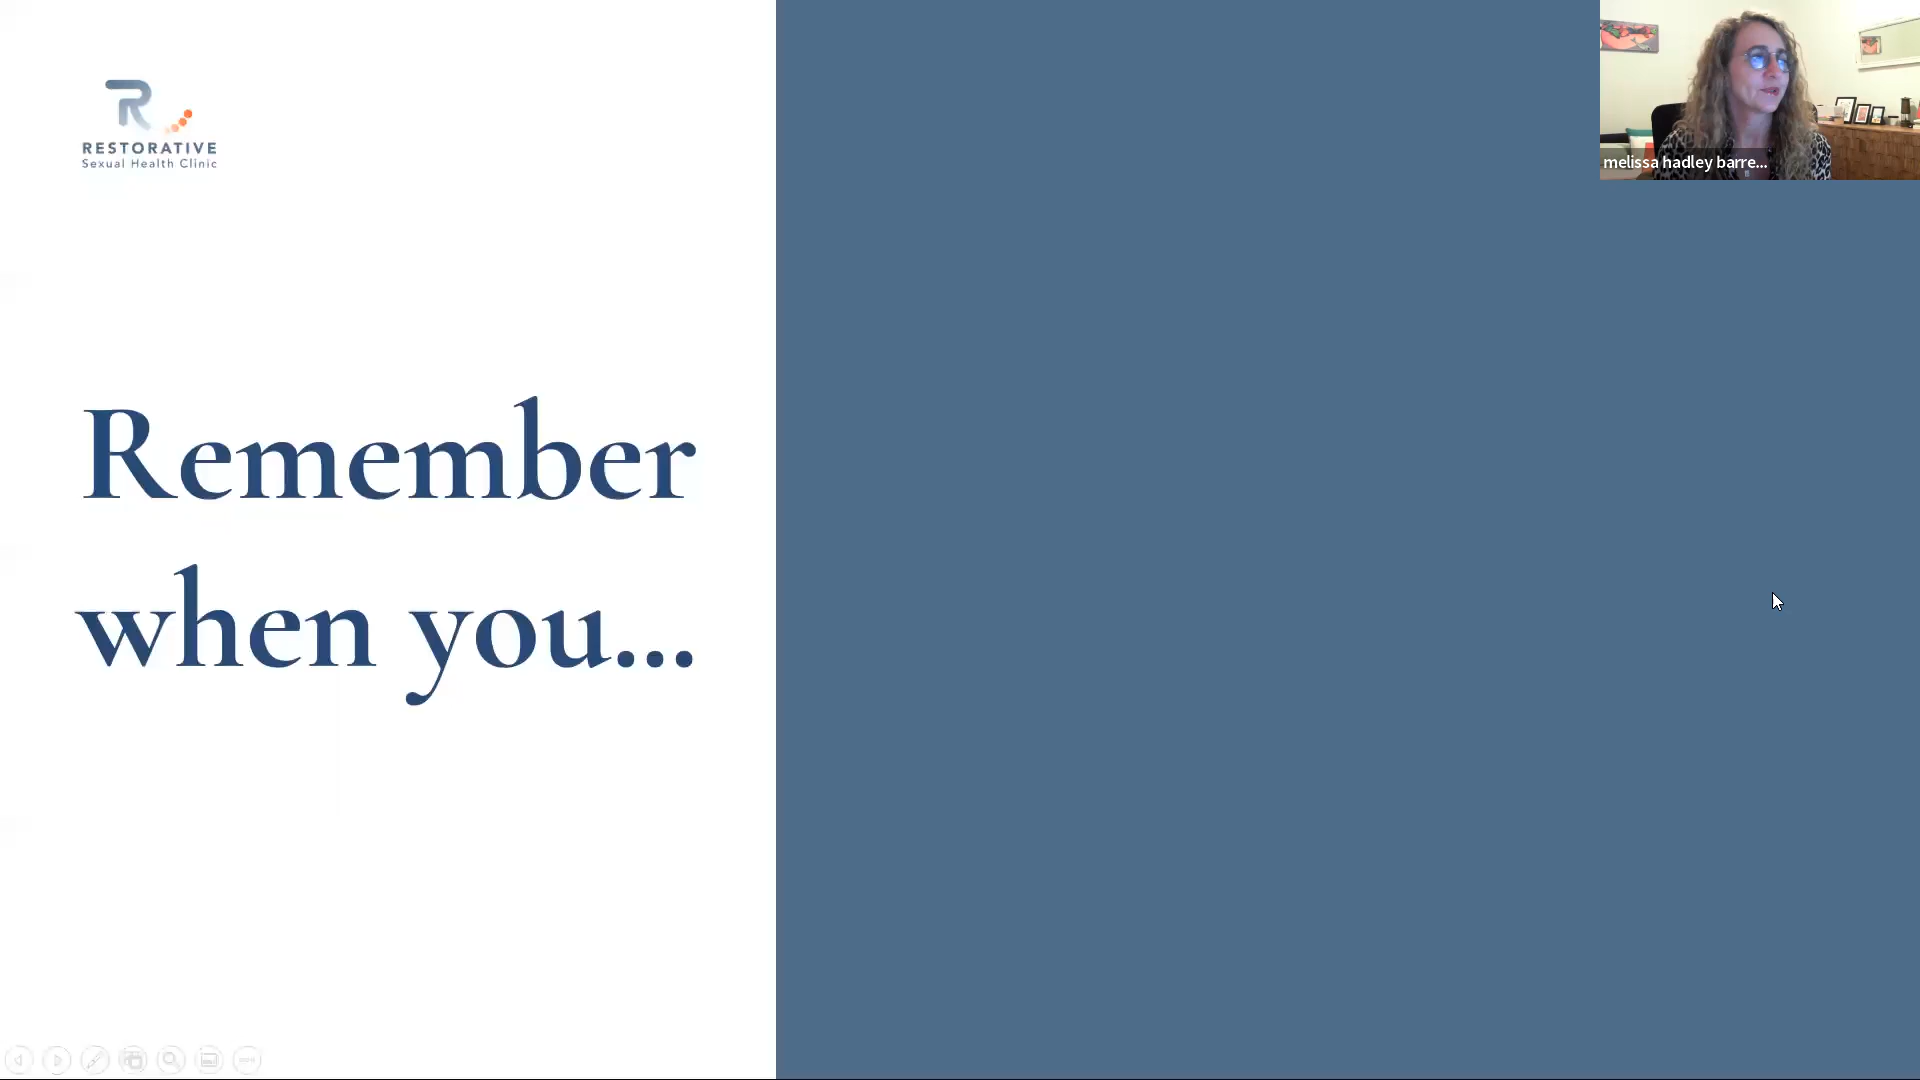 RESTORATIVE
Sexual Health Clinic
melissa hadley barre...
Remember
when you...